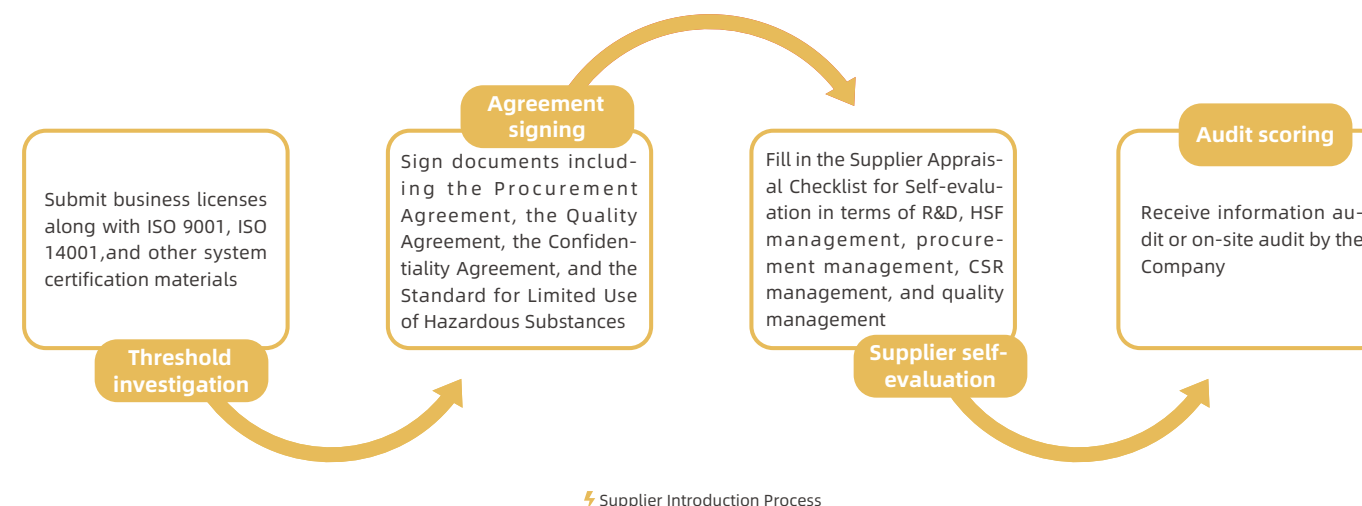 Submit business licenses
along with ISO 9001, ISO
14001,and other system
certification materials
Threshold
investigation
Agreement
signing
Sign documents includ-
ing the Procurement
Agreement, the Quality
Agreement, the Confiden-
tiality Agreement, and the
Standard for Limited Use
of Hazardous Substances
Fill in the Supplier Apprais-
al Checklist for Self-evalu-
ation in terms of R&D, HSF
management, procure-
ment management, CSR
management, and quality
management
Supplier self-
evaluation
Audit scoring
Receive information au-
dit or on-site audit by the
Company
Supplier Introduction Process